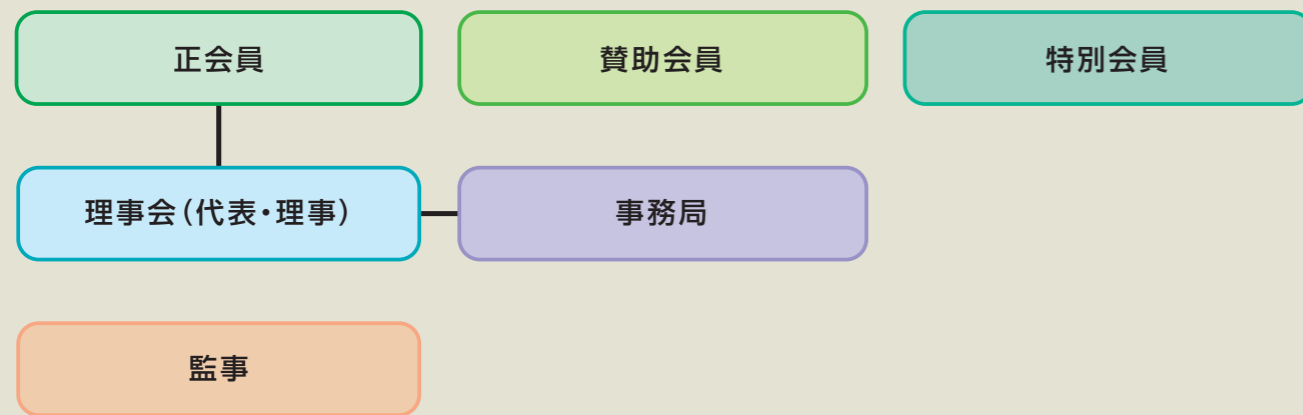 正会員
賛助会員
特別会員
理事会（代表・理事）
事務局
監事